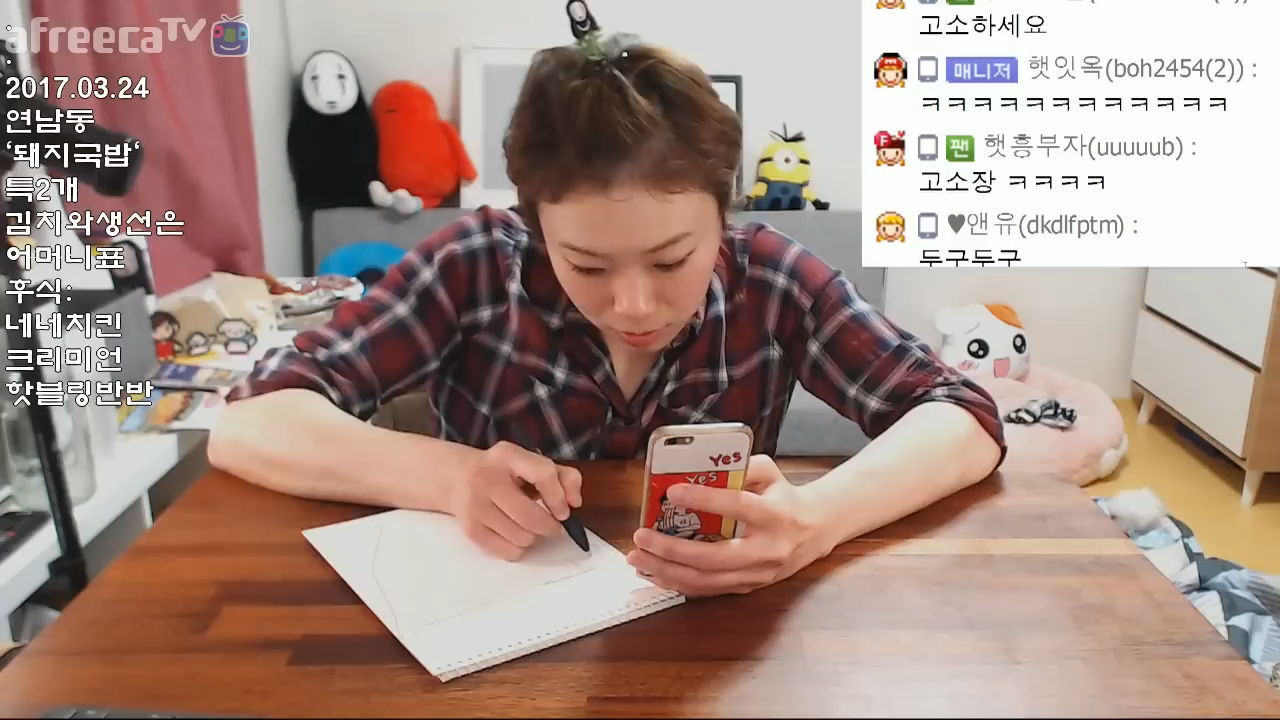 afreecaTV
2017.03.24
연남동
'돼지국밥'
특2개
김치와생선은
어머니표
후식:
네네치킨
크리미언
핫블링반반
고소하세요
매니저 햇잇옥(boh2454(2)) :
ㅋㅋㅋㅋㅋㅋㅋㅋㅋㅋㅋㅋ
팬 햇흥부자(uuuuub) :
고소장 ㅋㅋㅋㅋ
♥앤유(dkdlfptm) :
두구두구
Yes
Yes